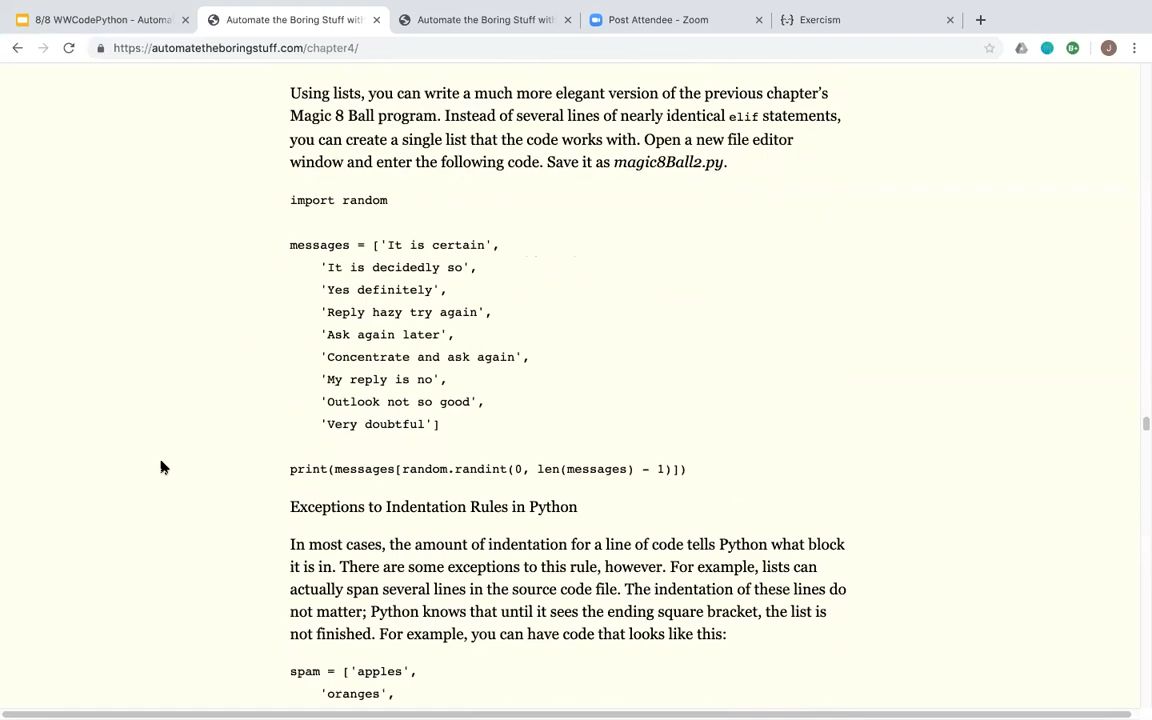 8/8 WWCodePython - Automa
Automate the Boring Stuff with
Automate the Boring Stuff with
Post Attendee - Zoom
Exercism
https://automatetheboringstuff.com/chapter4/
J
Using lists, you can write a much more elegant version of the previous chapter’s
Magic 8 Ball program. Instead of several lines of nearly identical elif statements,
you can create a single list that the code works with. Open a new file editor
window and enter the following code. Save it as magic8Ball2.py.
import random
messages = ['It is certain',
'It is decidedly so',
'Yes definitely',
'Reply hazy try again',
'Ask again later',
'Concentrate and ask again',
'My reply is no',
'Outlook not so good',
'Very doubtful']
print(messages[random.randint(0, len(messages) - 1)])
Exceptions to Indentation Rules in Python
In most cases, the amount of indentation for a line of code tells Python what block
it is in. There are some exceptions to this rule, however. For example, lists can
actually span several lines in the source code file. The indentation of these lines do
not matter; Python knows that until it sees the ending square bracket, the list is
not finished. For example, you can have code that looks like this:
spam = ['apples',
'oranges',